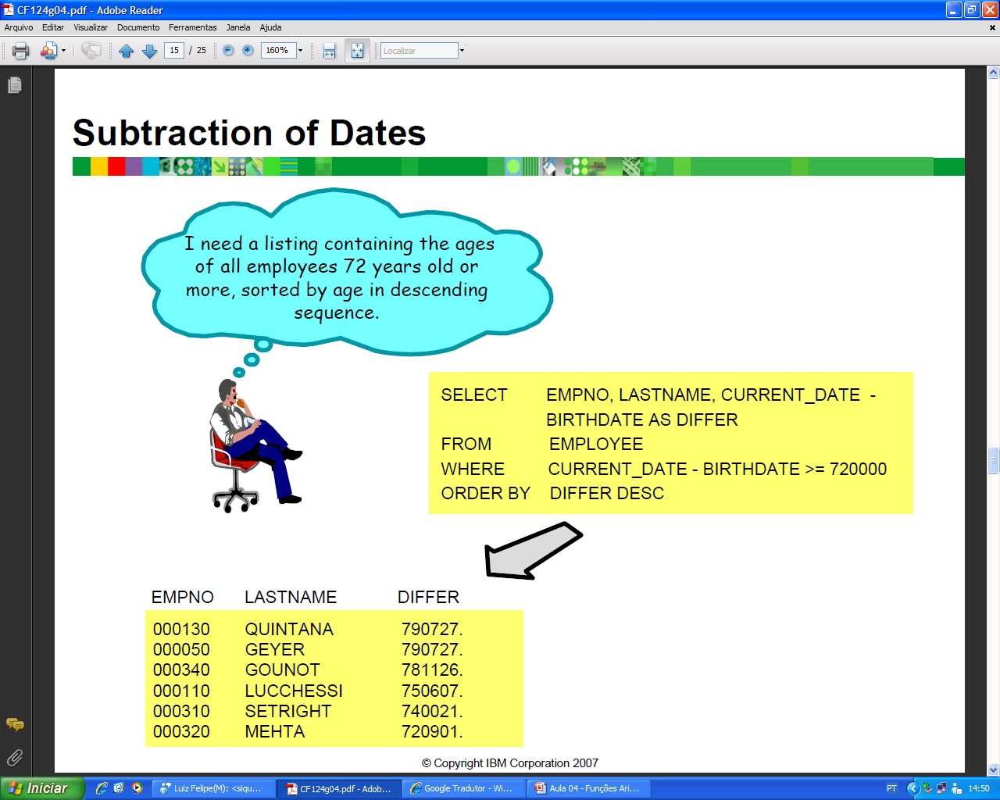 CF124g04.pdf - Adobe Reader
Arquivo Editar Visualizar Documento Ferramentas Janela Ajuda
15 / 25 160% Localizar
Subtraction of Dates
I need a listing containing the ages
of all employees 72 years old or
more, sorted by age in descending
sequence.
SELECT EMPNO, LASTNAME, CURRENT_DATE -
BIRTHDATE AS DIFFER
FROM EMPLOYEE
WHERE CURRENT_DATE - BIRTHDATE >= 720000
ORDER BY DIFFER DESC
EMPNO LASTNAME DIFFER
000130 QUINTANA 790727.
000050 GEYER 790727.
000340 GOUNOT 781126.
000110 LUCCHESSI 750607.
000310 SETRIGHT 740021.
000320 MEHTA 720901.
© Copyright IBM Corporation 2007
Iniciar Luiz Felipe(M): <siqu... CF124g04.pdf - Adob... Google Tradutor - Wi... Aula 04 - Funções Ari... PT 14:50